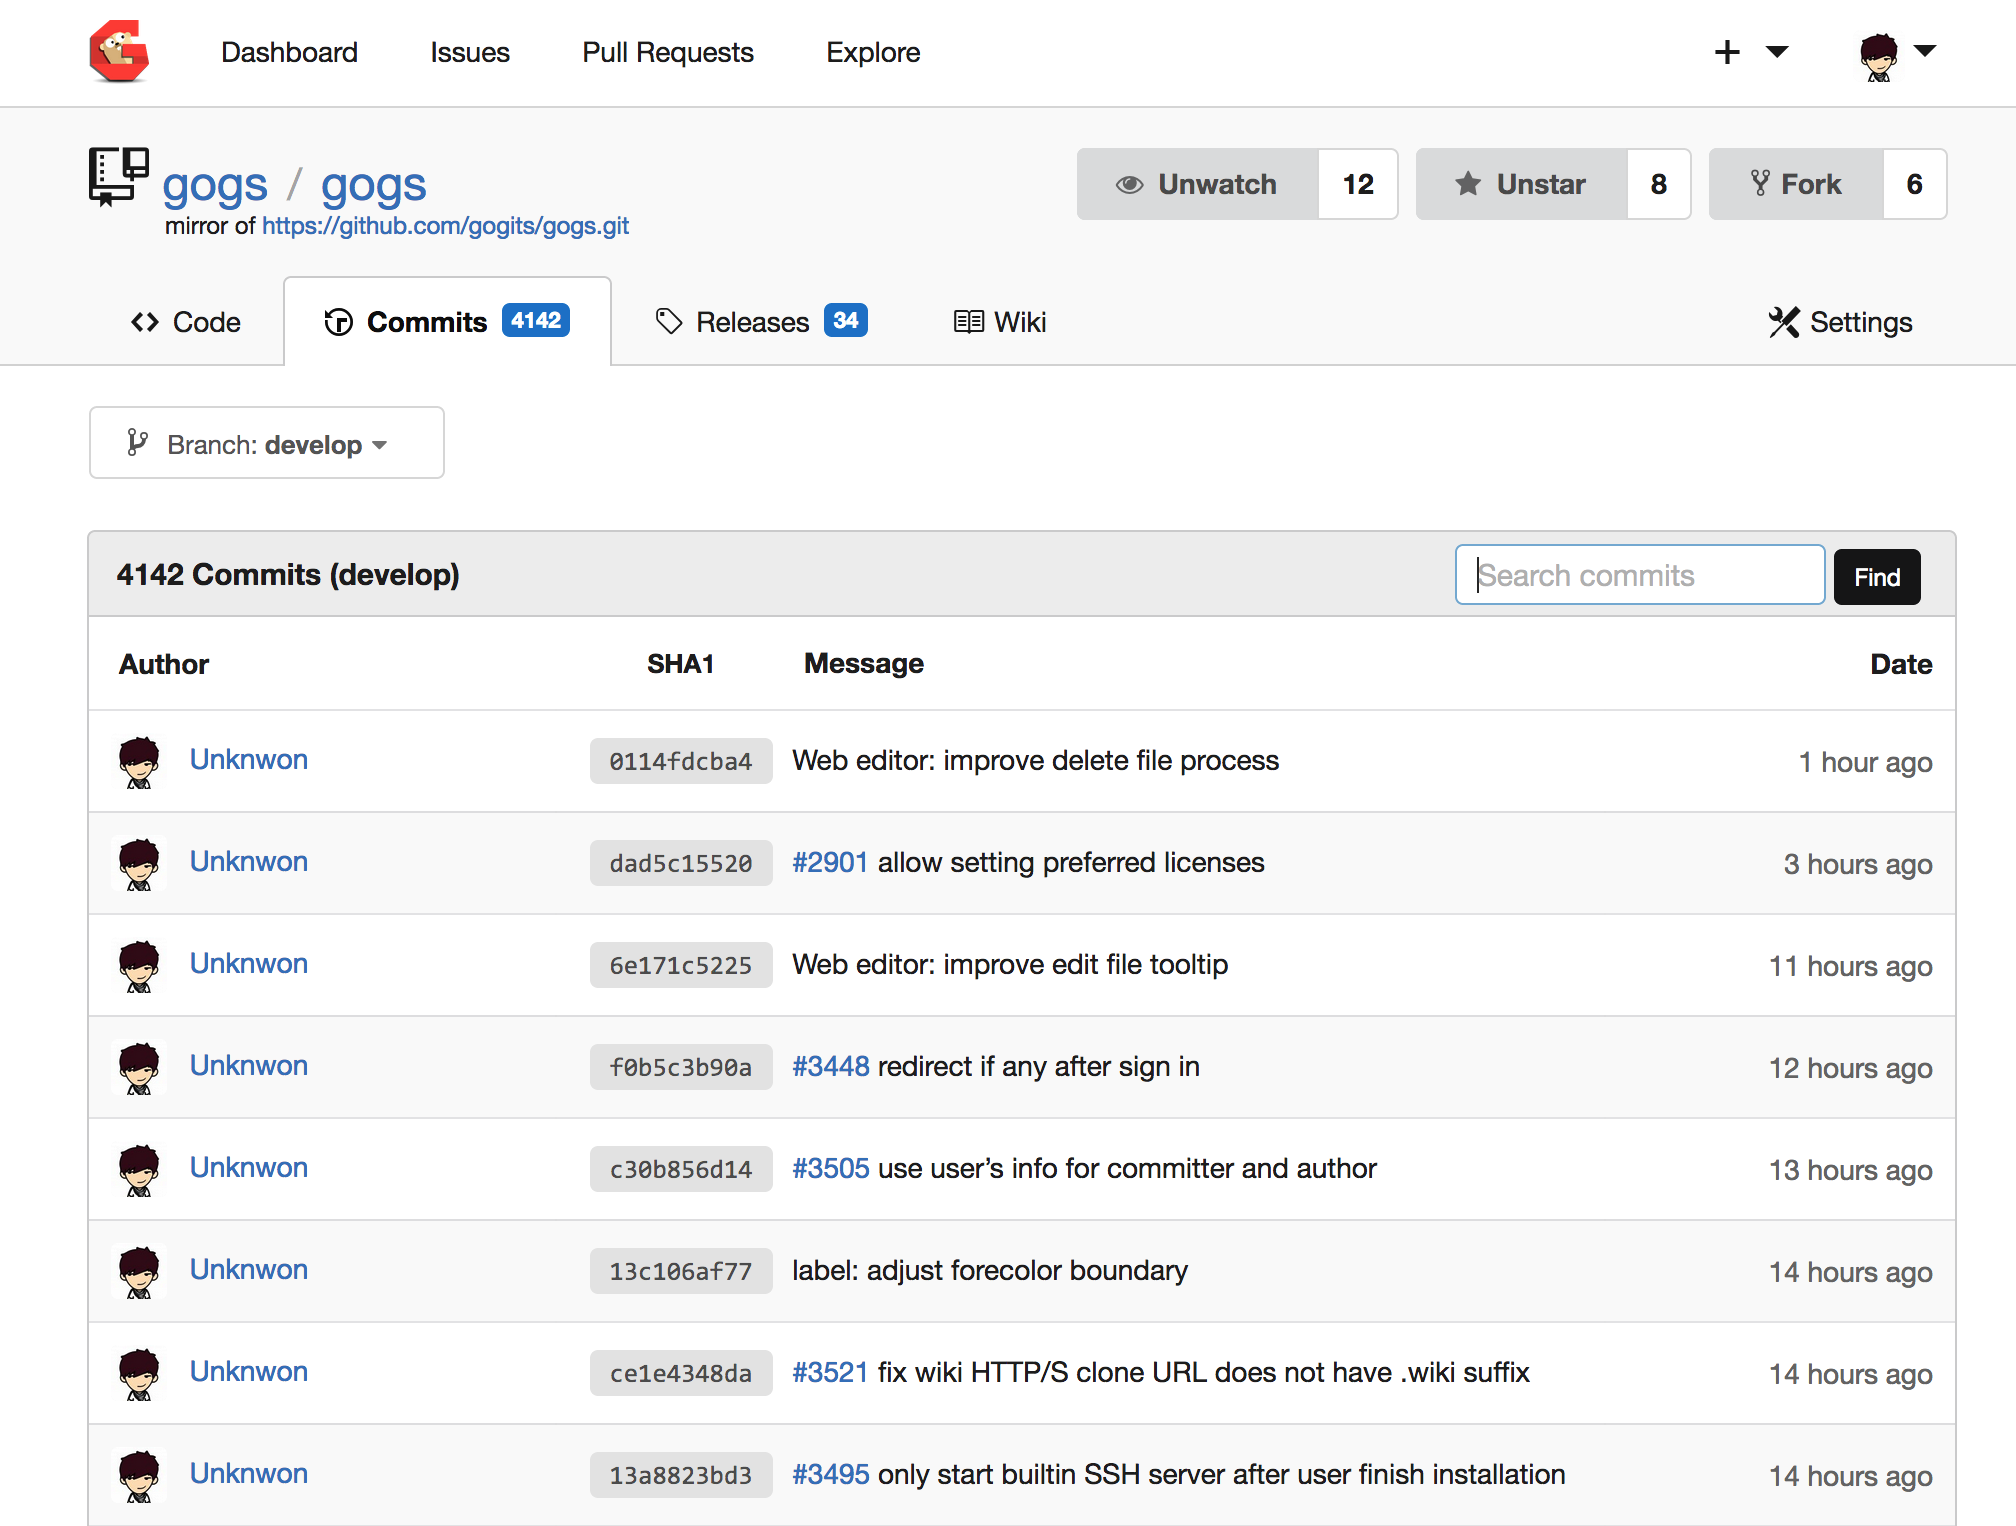 Dashboard Issues Pull Requests Explore
gogs / gogs
Unwatch 12 Unstar 8 Fork 6
mirror of https://github.com/gogits/gogs.git
Code Commits 4142 Releases 34 Wiki Settings
Branch: develop
4142 Commits (develop) Search commits Find
Author SHA1 Message Date
Unknwon 0114fdcba4 Web editor: improve delete file process 1 hour ago
Unknwon dad5c15520 #2901 allow setting preferred licenses 3 hours ago
Unknwon 6e171c5225 Web editor: improve edit file tooltip 11 hours ago
Unknwon f0b5c3b90a #3448 redirect if any after sign in 12 hours ago
Unknwon c30b856d14 #3505 use user’s info for committer and author 13 hours ago
Unknwon 13c106af77 label: adjust forecolor boundary 14 hours ago
Unknwon ce1e4348da #3521 fix wiki HTTP/S clone URL does not have .wiki suffix 14 hours ago
Unknwon 13a8823bd3 #3495 only start builtin SSH server after user finish installation 14 hours ago